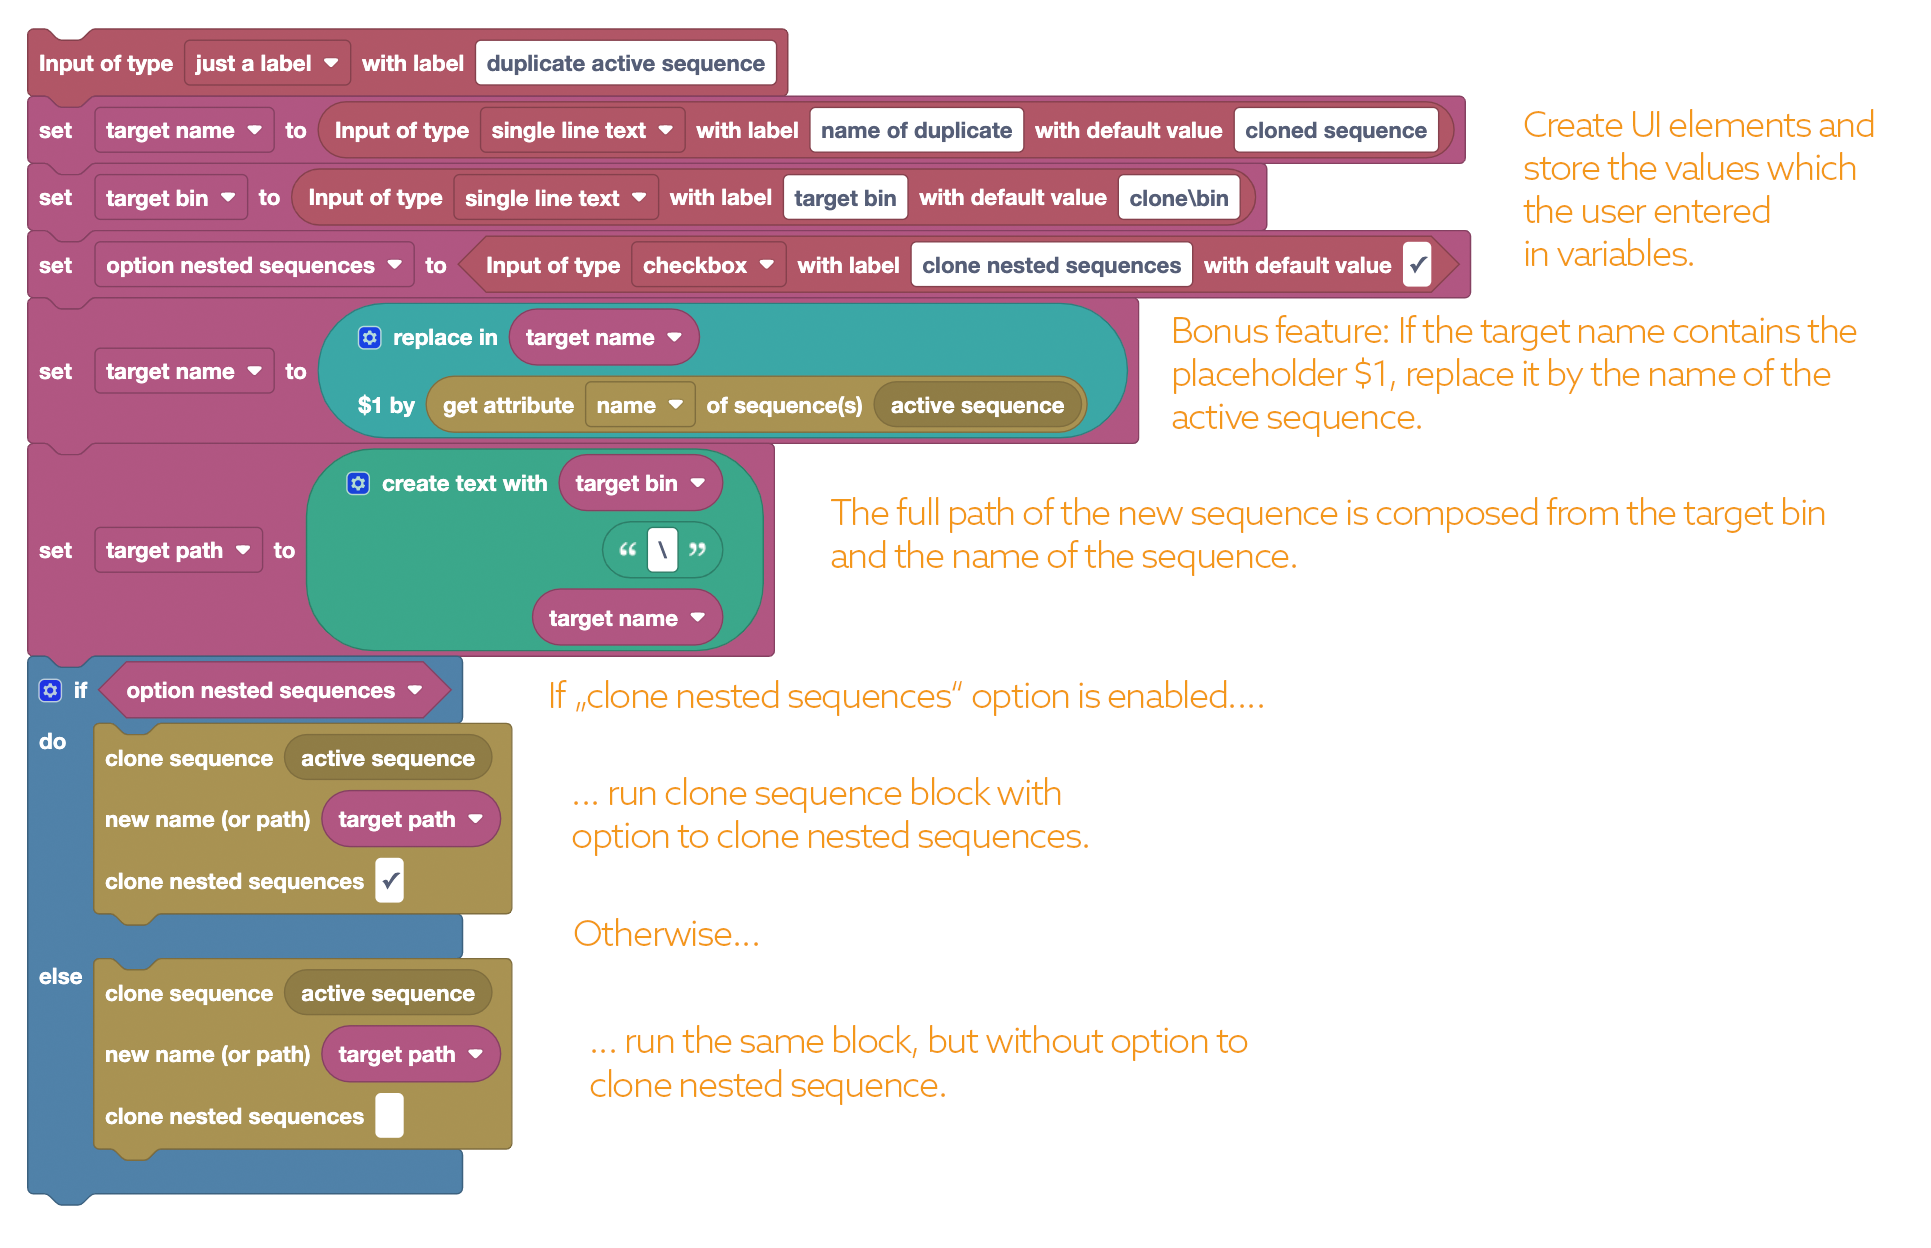 Input of type just a label with label duplicate active sequence
set target name to Input of type single line text with label name of duplicate with default value cloned sequence
set target bin to Input of type single line text with label target bin with default value clone\bin
set option nested sequences to Input of type checkbox with label clone nested sequences with default value ✓
Create UI elements and
store the values which
the user entered
in variables.
replace in target name
set target name to
$1 by get attribute name of sequence(s) active sequence
Bonus feature: If the target name contains the
placeholder $1, replace it by the name of the
active sequence.
create text with target bin
set target path to “ \ ”
target name
The full path of the new sequence is composed from the target bin
and the name of the sequence.
if option nested sequences
If „clone nested sequences“ option is enabled....
do
clone sequence active sequence
new name (or path) target path
clone nested sequences ✓
... run clone sequence block with
option to clone nested sequences.
Otherwise...
else
clone sequence active sequence
new name (or path) target path
clone nested sequences
... run the same block, but without option to
clone nested sequence.